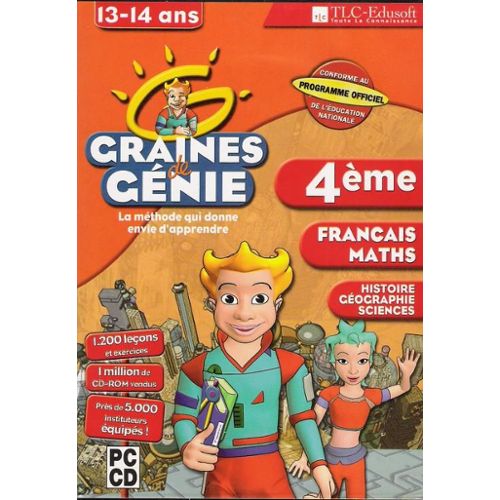 13-14 ans
TLC-Edusoft
Toute La Connaissance
CONFORME AU
PROGRAMME OFFICIEL
DE L'ÉDUCATION
NATIONALE
GRAINES
de
GÉNIE
La méthode qui donne
envie d'apprendre
4ème
FRANÇAIS
MATHS
HISTOIRE
GÉOGRAPHIE
SCIENCES
1.200 leçons
et exercices
1 million de
CD-ROM vendus
Près de 5.000
instituteurs
équipés !
PC
CD